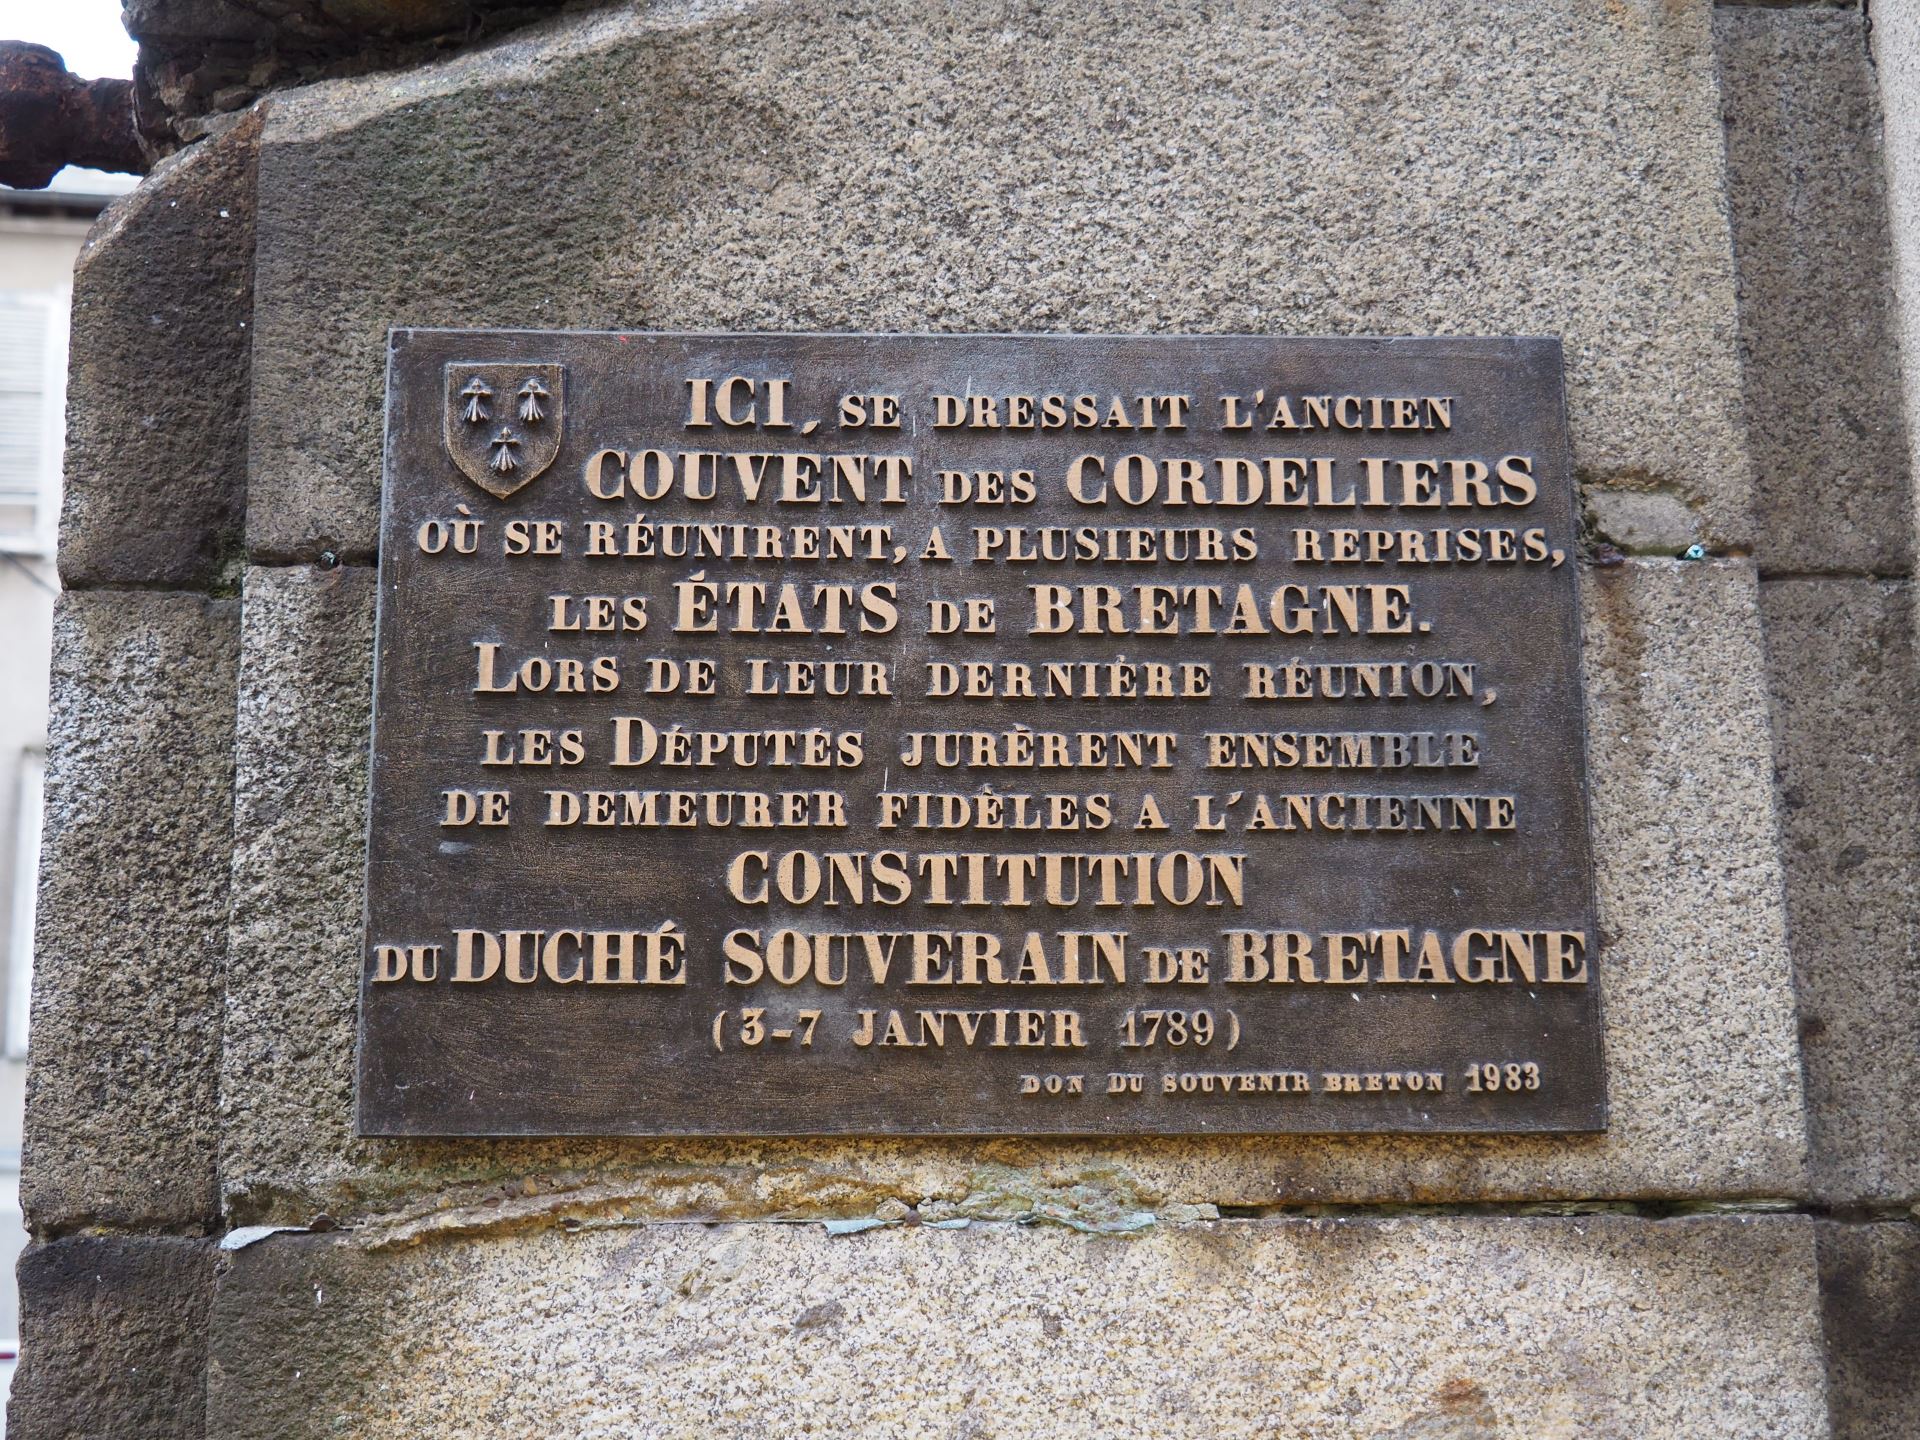 ICI, SE DRESSAIT L'ANCIEN
COUVENT DES CORDELIERS
OÙ SE RÉUNIRENT, A PLUSIEURS REPRISES,
LES ÉTATS DE BRETAGNE.
LORS DE LEUR DERNIÉRE RÉUNION,
LES DÉPUTÉS JURÈRENT ENSEMBLE
DE DEMEURER FIDÈLES A L'ANCIENNE
CONSTITUTION
DU DUCHÉ SOUVERAIN DE BRETAGNE
(3-7 JANVIER 1789)
DON DU SOUVENIR BRETON 1983